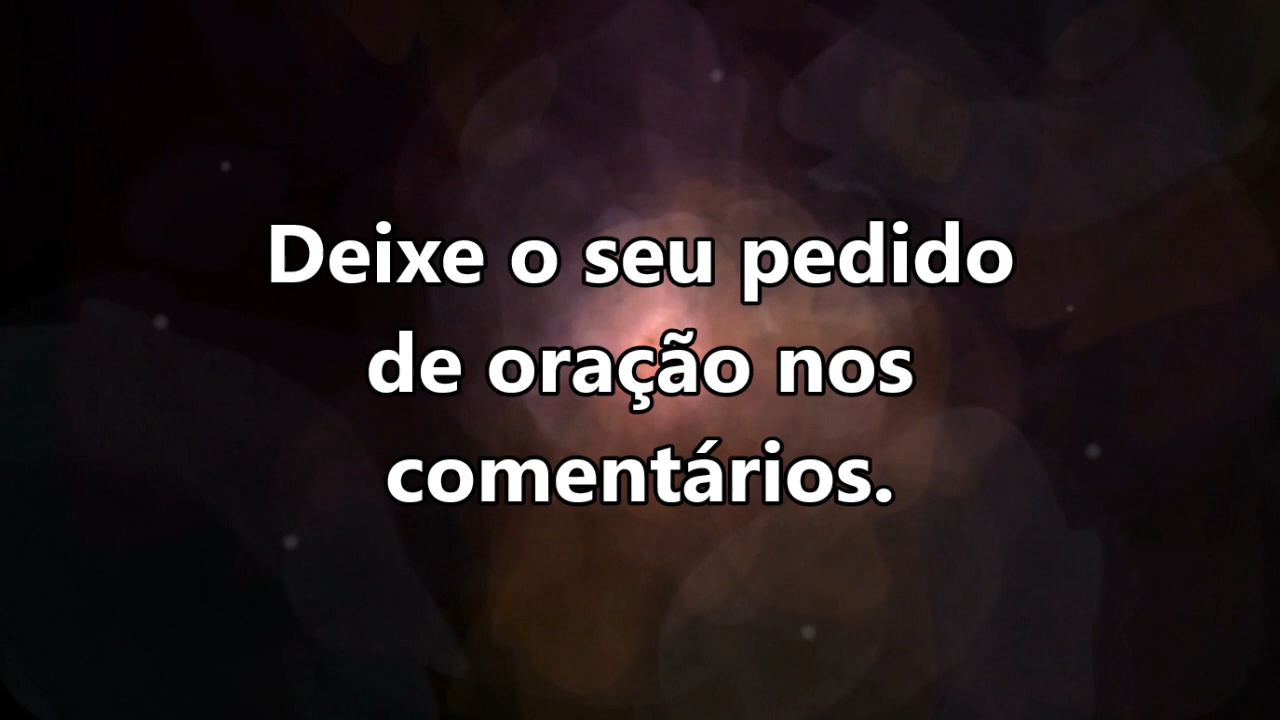 Deixe o seu pedido
de oração nos
comentários.